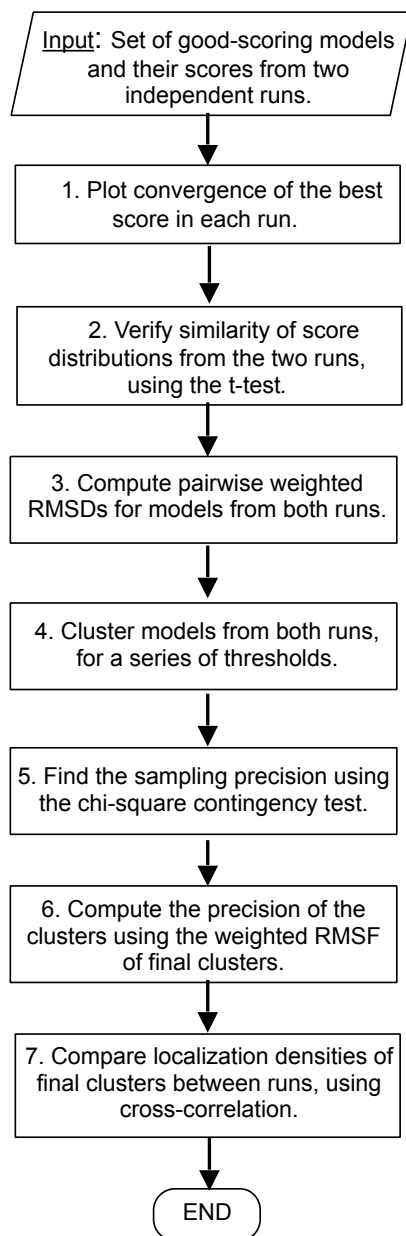 Input: Set of good-scoring models
and their scores from two
independent runs.
1. Plot convergence of the best
score in each run.
2. Verify similarity of score
distributions from the two runs,
using the t-test.
3. Compute pairwise weighted
RMSDs for models from both runs.
4. Cluster models from both runs,
for a series of thresholds.
5. Find the sampling precision using
the chi-square contingency test.
6. Compute the precision of the
clusters using the weighted RMSF
of final clusters.
7. Compare localization densities of
final clusters between runs, using
cross-correlation.
END